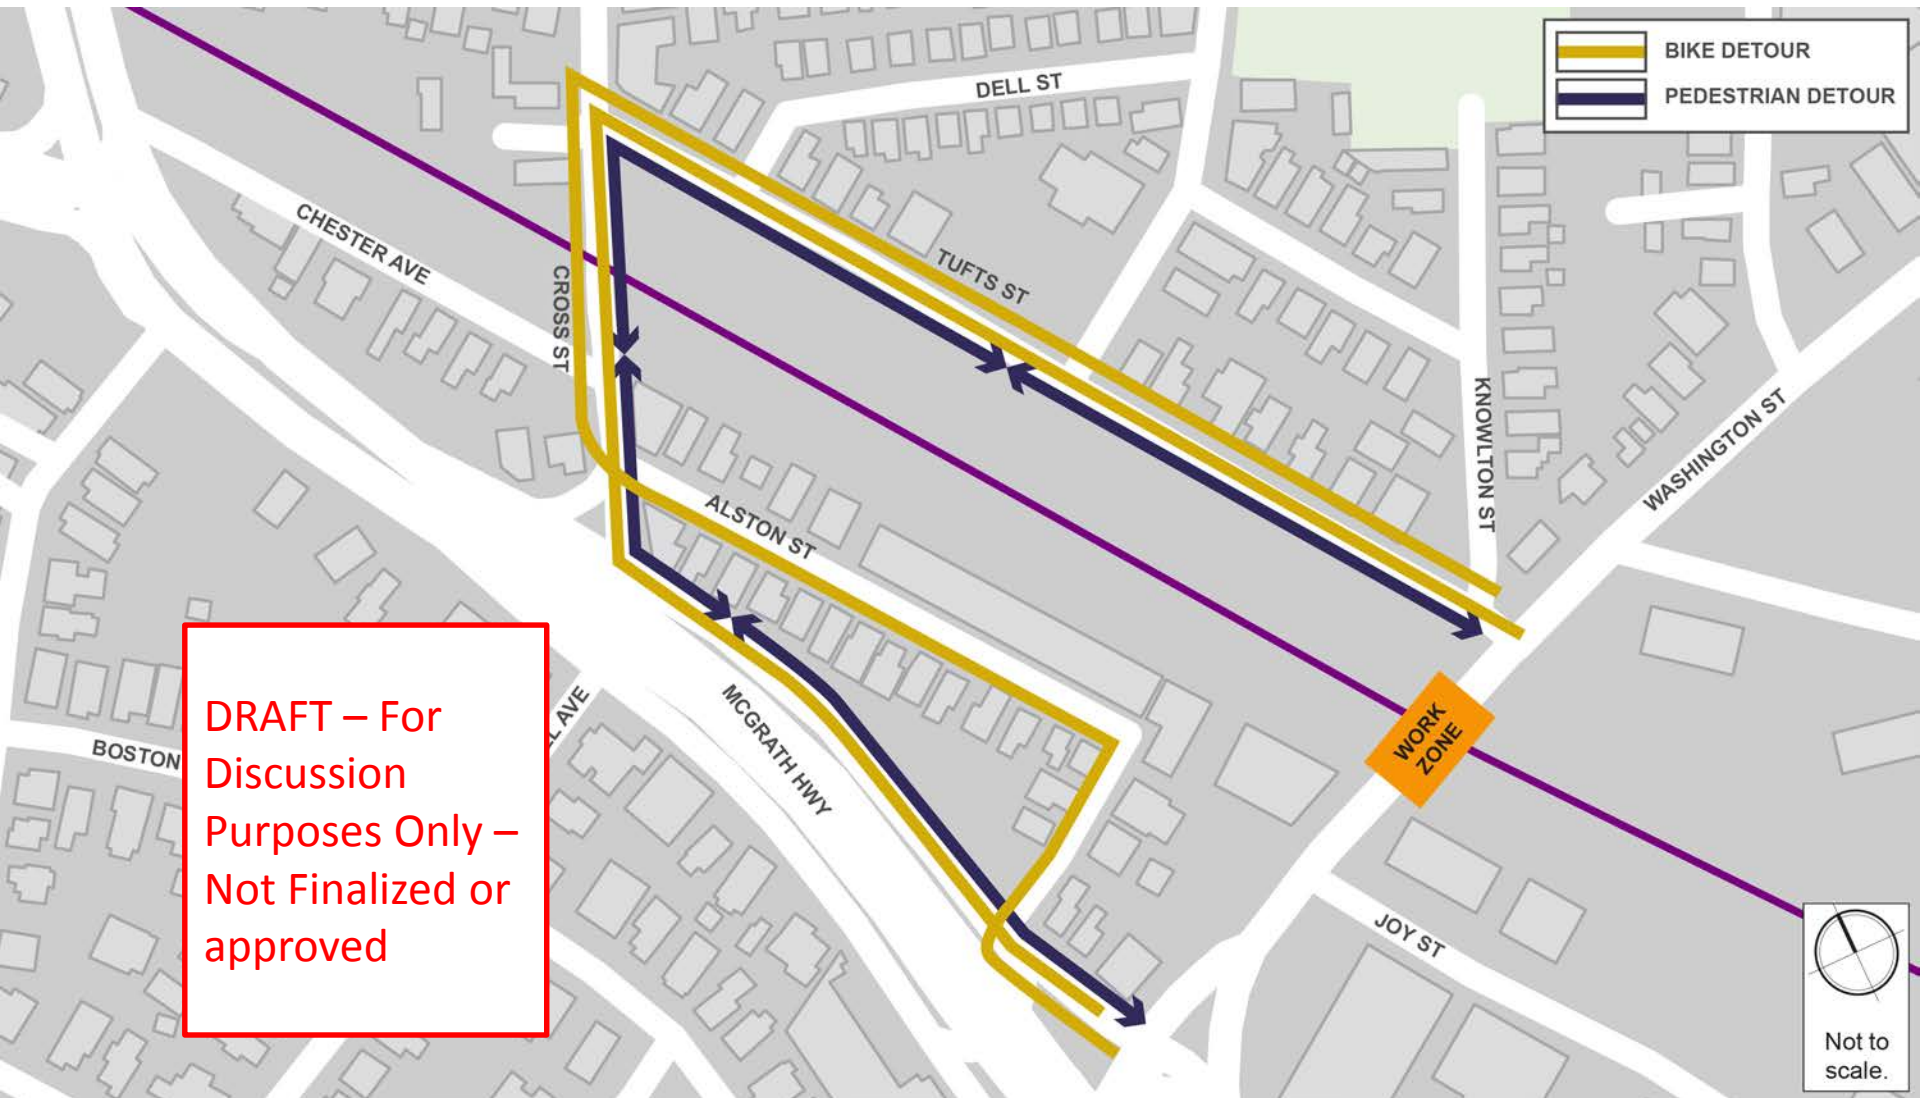 BIKE DETOUR
PEDESTRIAN DETOUR
DELL ST
CHESTER AVE
CROSS ST
TUFTS ST
KNOWLTON ST
WASHINGTON ST
ALSTON ST
MCGRATH HWY
WORK
ZONE
JOY ST
BOSTON
AVE
DRAFT – For
Discussion
Purposes Only –
Not Finalized or
approved
Not to
scale.